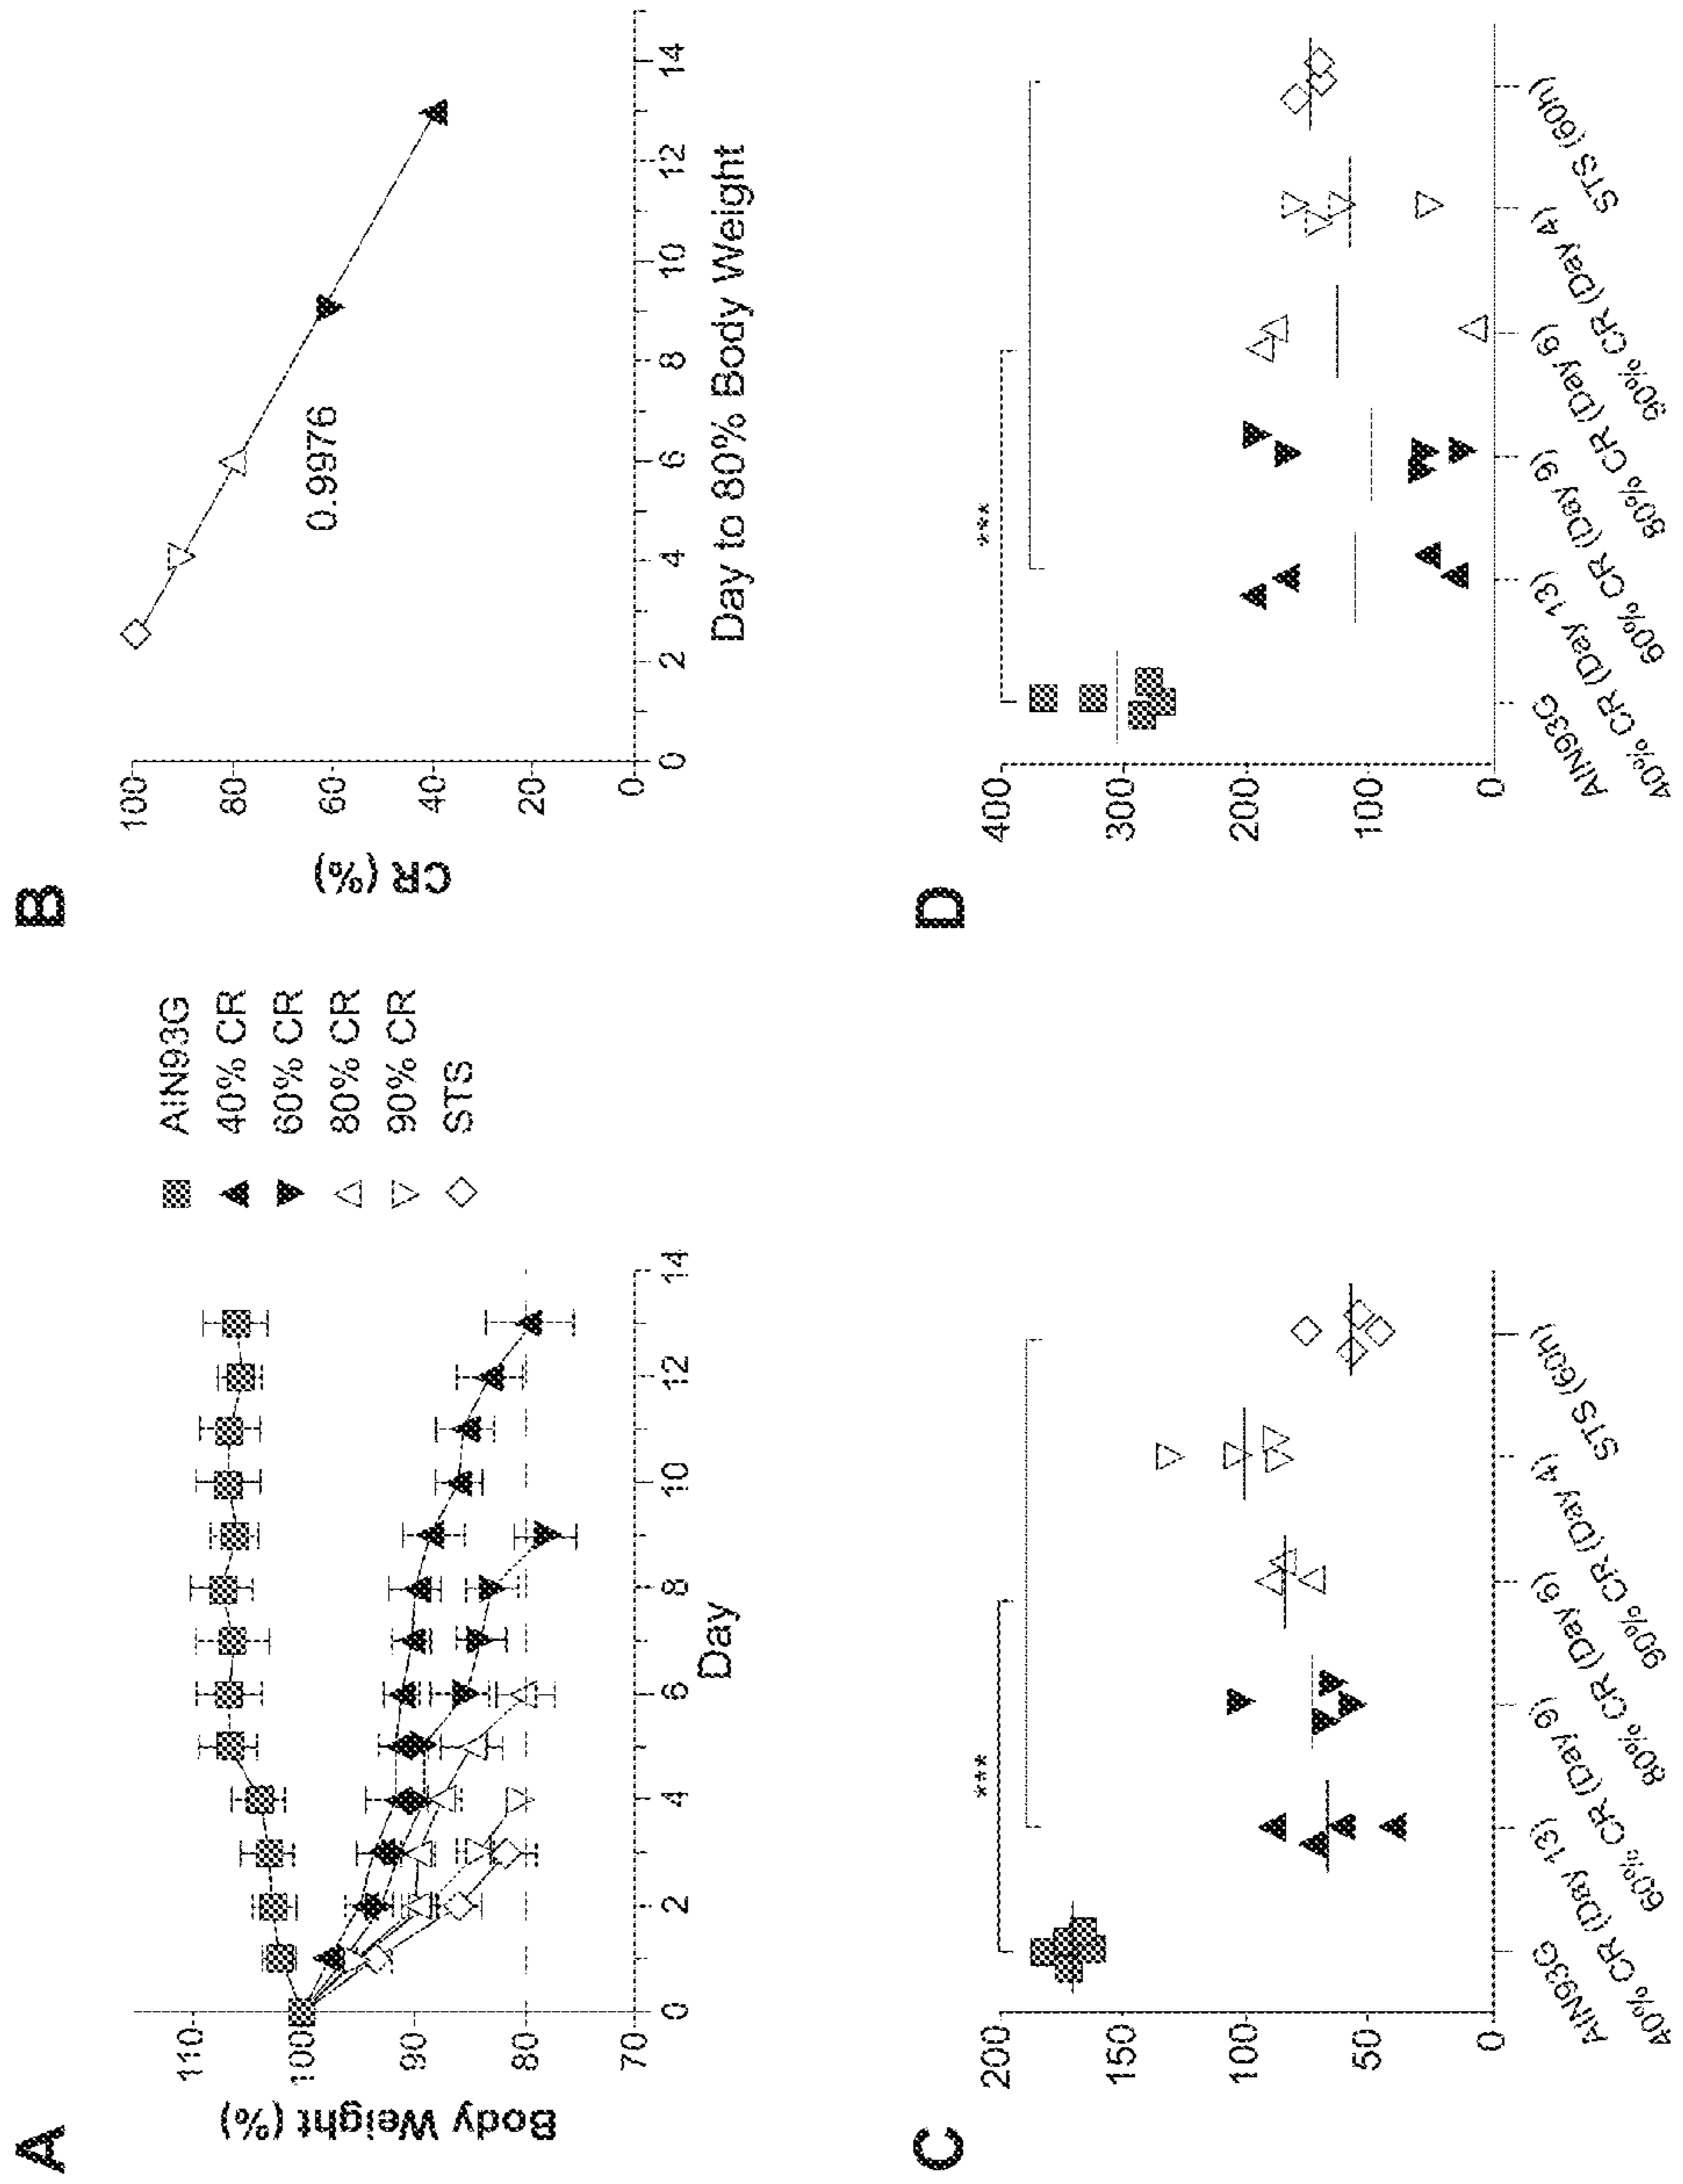 A
Body Weight (%)
110
100
90
80
70
0
2
4
6
8
10
12
14
Day
AIN93G
40% CR
60% CR
80% CR
90% CR
STS
B
CR (%)
100
80
60
40
20
0
0.9976
0
2
4
6
8
10
12
14
Day to 80% Body Weight
C
200
150
100
50
0
***
AIN93G
40% CR (Day 13)
60% CR (Day 9)
80% CR (Day 6)
90% CR (Day 4)
STS (60h)
D
400
300
200
100
0
***
AIN93G
40% CR (Day 13)
60% CR (Day 9)
80% CR (Day 6)
90% CR (Day 4)
STS (60h)